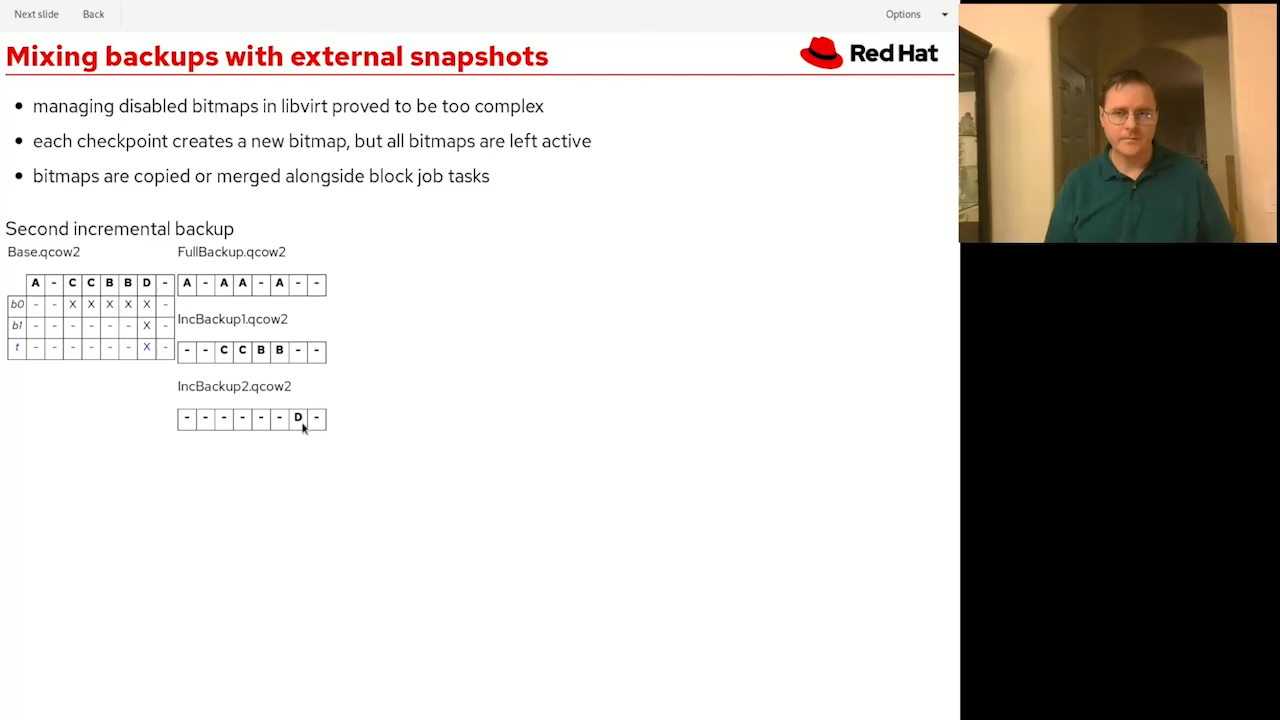 Next slide Back Options
Mixing backups with external snapshots
Red Hat
• managing disabled bitmaps in libvirt proved to be too complex
• each checkpoint creates a new bitmap, but all bitmaps are left active
• bitmaps are copied or merged alongside block job tasks
Second incremental backup
Base.qcow2 FullBackup.qcow2
A - C C B B D - A - A A - A - -
b0 - - X X X X X -
IncBackup1.qcow2
b1 - - - - - - X -
t - - - - - - X - - - C C B B - -
IncBackup2.qcow2
- - - - - - D -